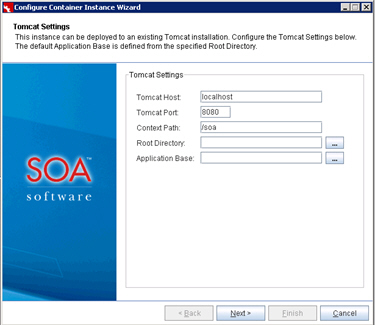 Configure Container Instance Wizard
Tomcat Settings
This instance can be deployed to an existing Tomcat installation. Configure the Tomcat Settings below.
The default Application Base is defined from the specified Root Directory.
Tomcat Settings
Tomcat Host: localhost
Tomcat Port: 8080
Context Path: /soa
Root Directory: ...
Application Base: ...
SOA™
software
< Back Next > Finish Cancel